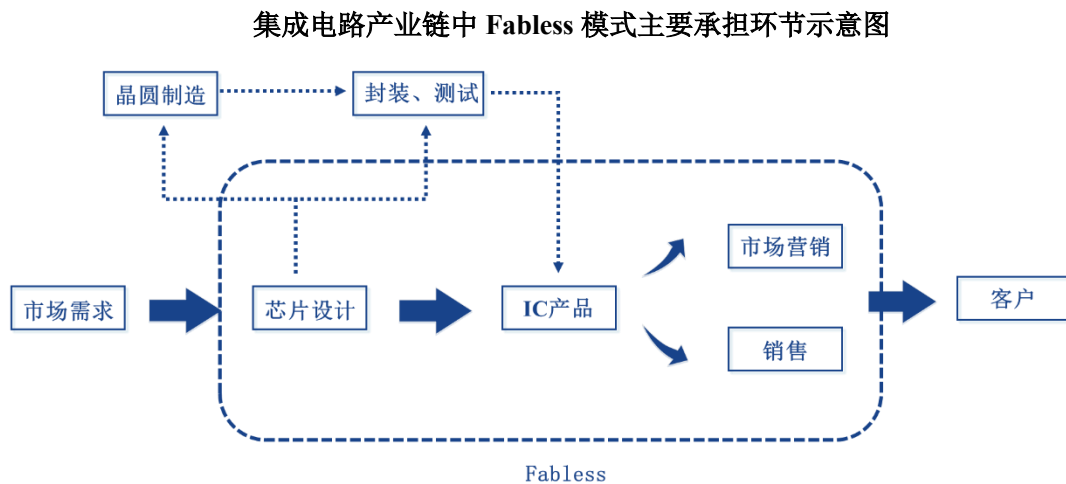 集成电路产业链中 Fabless 模式主要承担环节示意图
晶圆制造
封装、测试
市场营销
市场需求
芯片设计
IC产品
客户
销售
Fabless